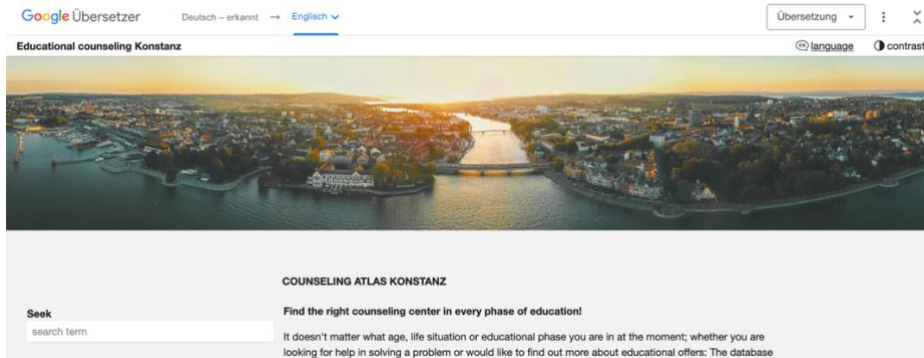 Google Übersetzer Deutsch – erkannt → Englisch Übersetzung
Educational counseling Konstanz EN language contrast
COUNSELING ATLAS KONSTANZ
Seek
Find the right counseling center in every phase of education!
search term
It doesn't matter what age, life situation or educational phase you are in at the moment; whether you are
looking for help in solving a problem or would like to find out more about educational offers: The database